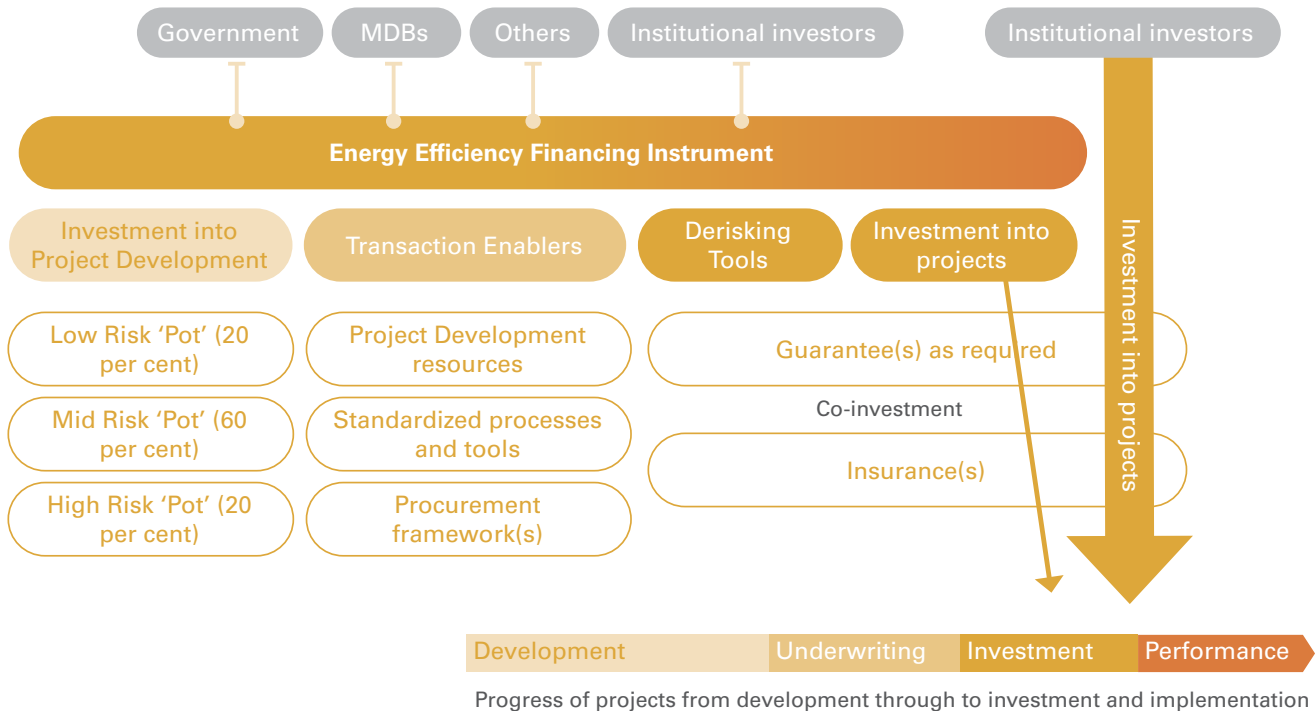 Government
MDBs
Others
Institutional investors
Institutional investors
Energy Efficiency Financing Instrument
Investment into
Project Development
Transaction Enablers
Derisking
Tools
Investment into
projects
Low Risk ‘Pot’ (20
per cent)
Mid Risk ‘Pot’ (60
per cent)
High Risk ‘Pot’ (20
per cent)
Project Development
resources
Standardized processes
and tools
Procurement
framework(s)
Guarantee(s) as required
Co-investment
Insurance(s)
Investment into projects
Development
Underwriting
Investment
Performance
Progress of projects from development through to investment and implementation